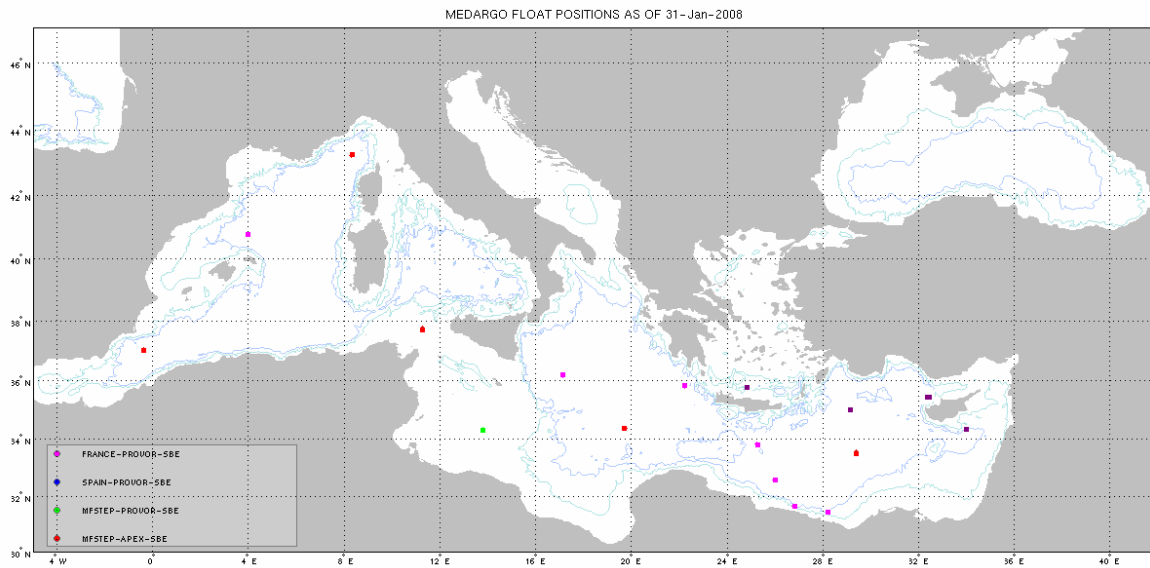 MEDARGO FLOAT POSITIONS AS OF 31-Jan-2008
46° N
44° N
42° N
40° N
38° N
36° N
34° N
32° N
30° N
FRANCE-PROVOR-SBE
SPAIN-PROVOR-SBE
MFSTEP-PROVOR-SBE
MFSTEP-APEX-SBE
4° W 0° 4° E 8° E 12° E 16° E 20° E 24° E 28° E 32° E 36° E 40° E